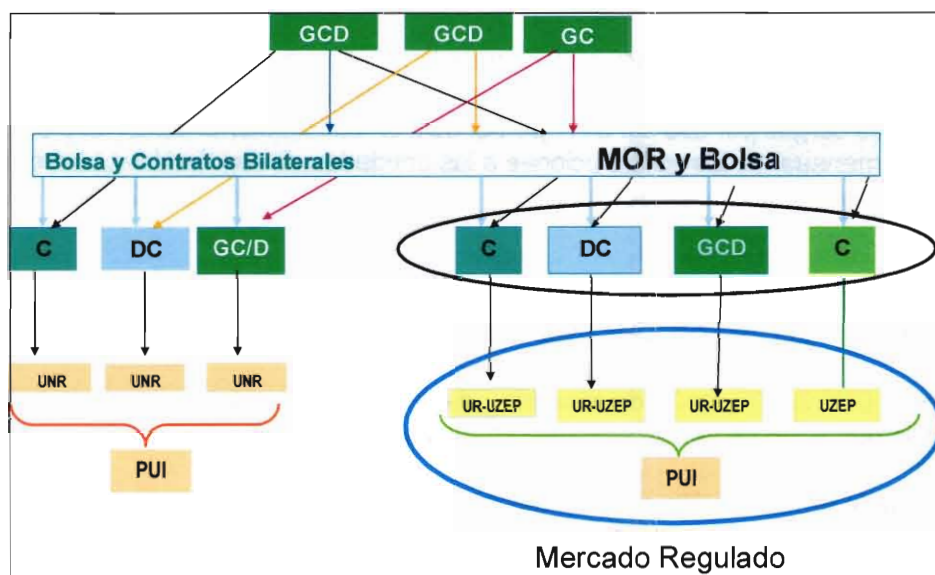 GCD
GCD
GC
Bolsa y Contratos Bilaterales
MOR y Bolsa
C
DC
GC/D
C
DC
GCD
C
UNR
UNR
UNR
UR-UZEP
UR-UZEP
UR-UZEP
UZEP
PUI
PUI
Mercado Regulado